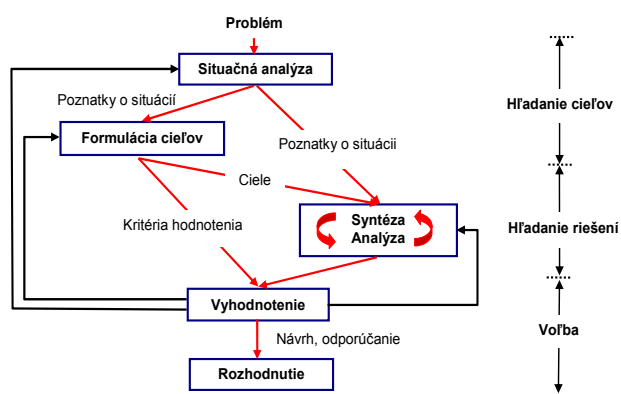 Problém
Situačná analýza
Poznatky o situácií
Hľadanie cieľov
Formulácia cieľov
Poznatky o situácii
Ciele
Kritéria hodnotenia
Syntéza
Analýza
Hľadanie riešení
Vyhodnotenie
Voľba
Návrh, odporúčanie
Rozhodnutie